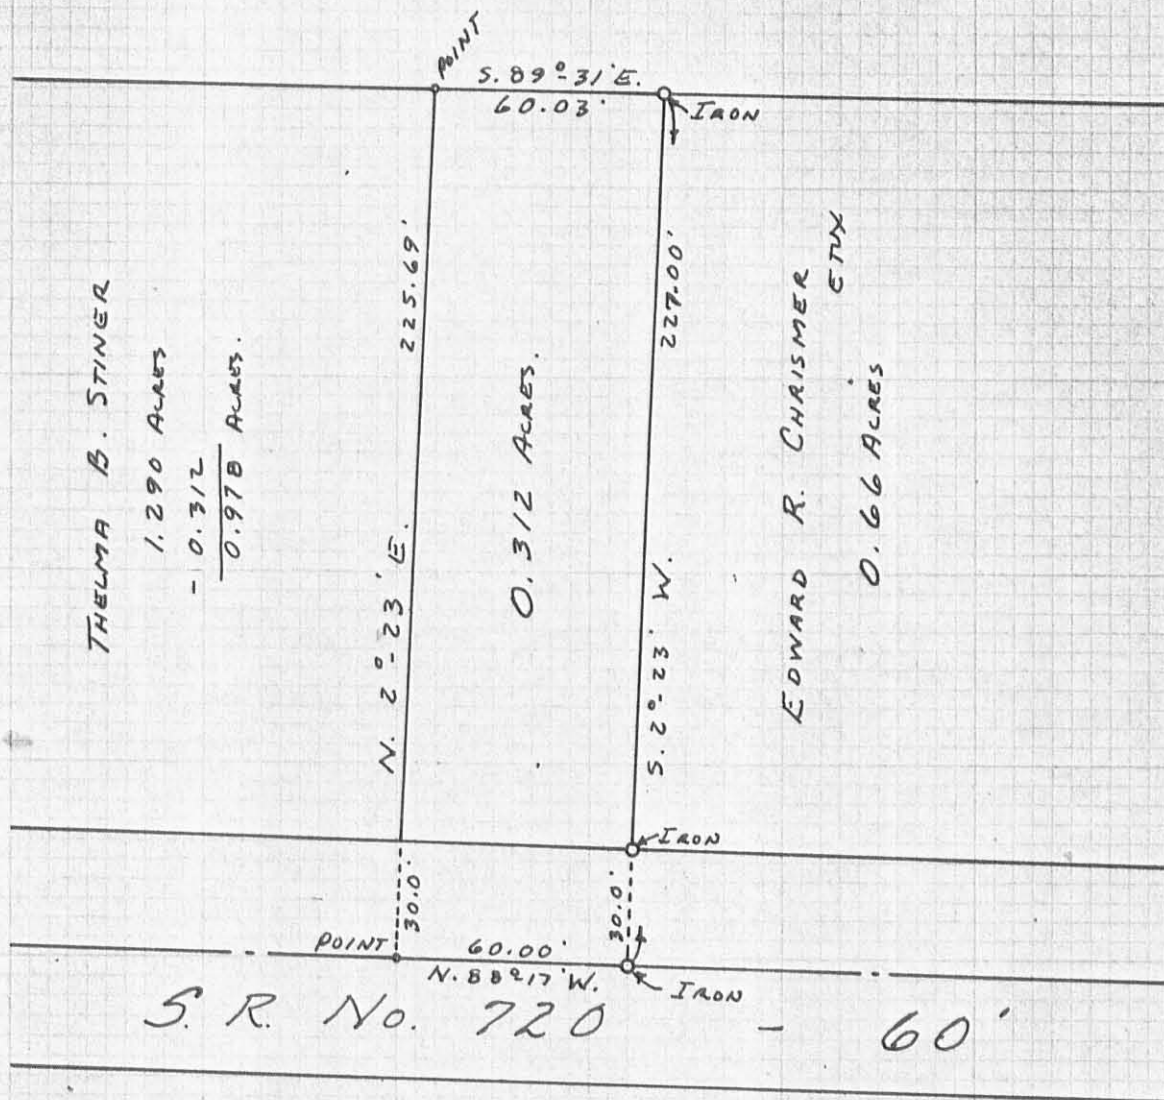 POINT
S. 89°-31' E.
60.03'
IRON
THELMA B. STINER
1.290 ACRES
- 0.312
0.978 ACRES.
N. 2°-23' E. 225.69'
0.312 ACRES.
S. 2°-23' W. 227.00'
EDWARD R. CHRISMER
ETUX
0.66 ACRES
IRON
30.0'
30.0'
POINT
60.00'
N. 88°17' W.
IRON
S. R. No. 720 - 60'